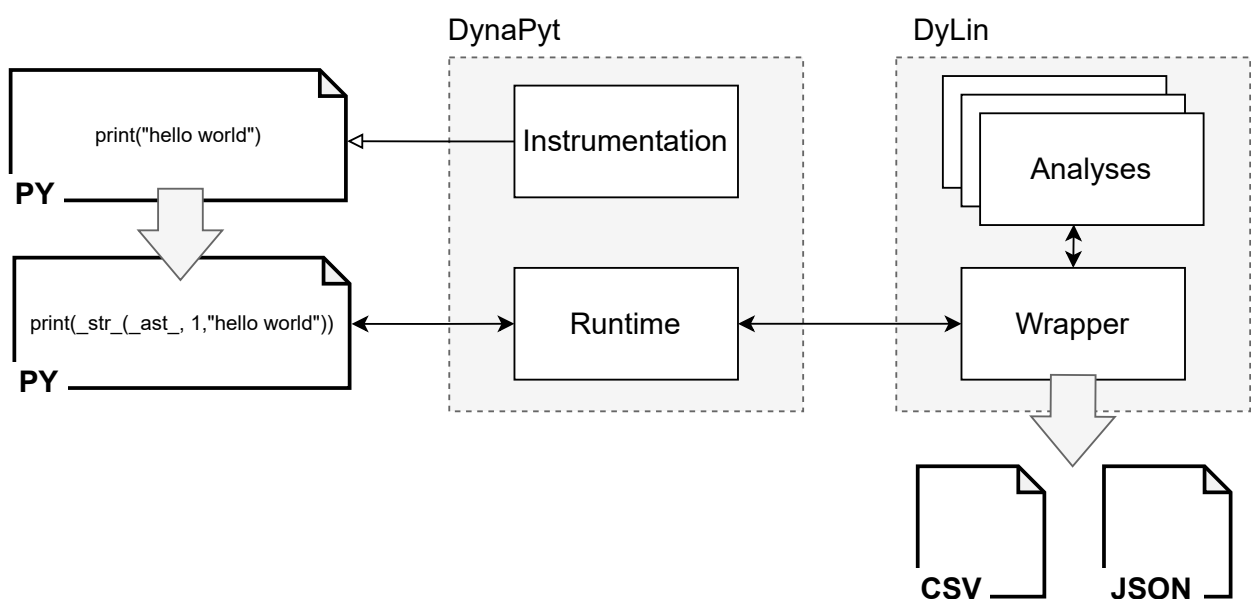 DynaPyt
DyLin
print("hello world")
PY
Instrumentation
Analyses
print(_str_(_ast_, 1,"hello world"))
PY
Runtime
Wrapper
CSV
JSON